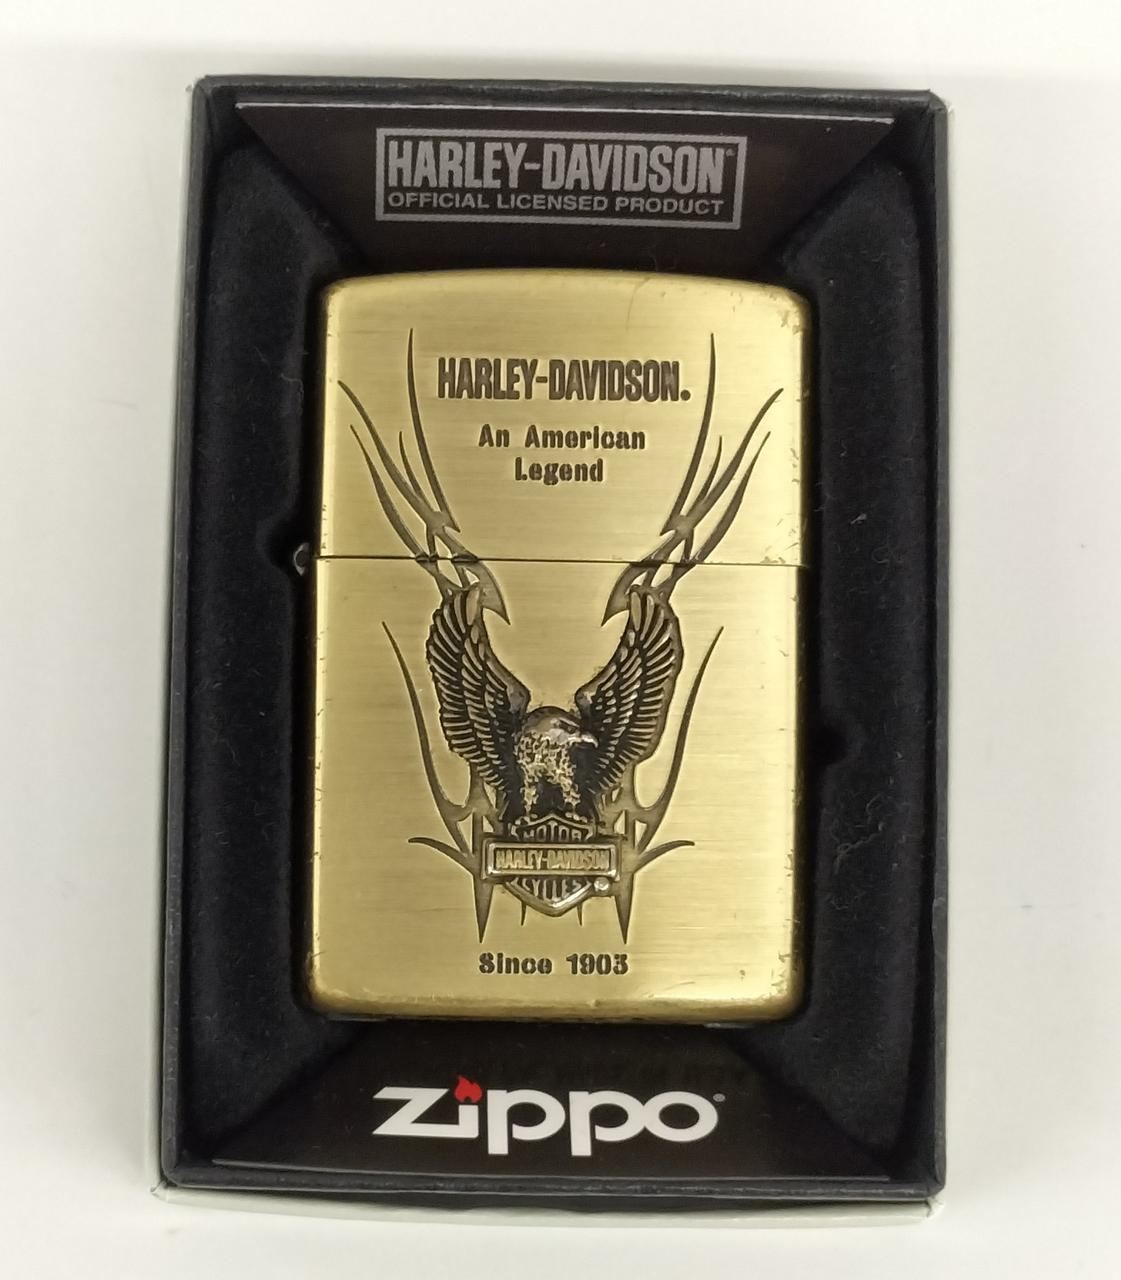 HARLEY-DAVIDSON
OFFICIAL LICENSED PRODUCT
HARLEY-DAVIDSON.
An American
Legend
MOTOR
HARLEY-DAVIDSON
CYCLES
Since 1903
zippo